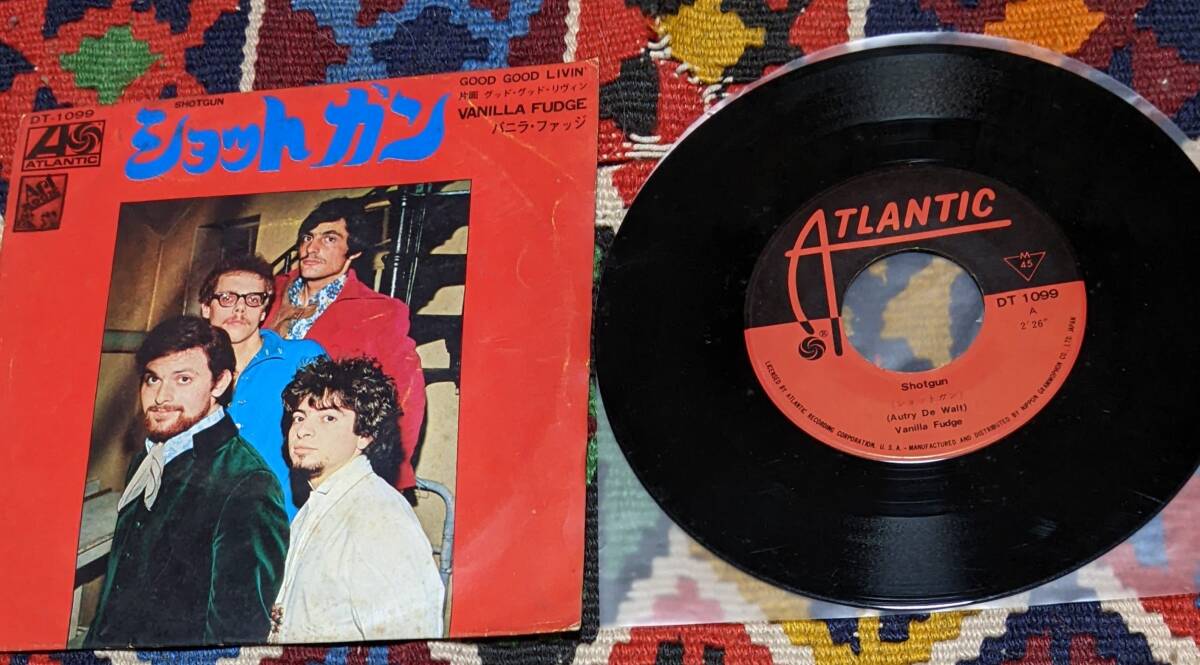 GOOD GOOD LIVIN'
片面 グッド・グッド・リヴィン
SHOTGUN
VANILLA FUDGE
バニラ・ファッジ
DT-1099
ATLANTIC
ショットガン
ATLANTIC
M
45
DT 1099
A
2'26"
Shotgun
(ショットガン)
(Autry De Walt)
Vanilla Fudge
LICENSED BY ATLANTIC RECORDING CORPORATION, U.S.A.-MANUFACTURED AND DISTRIBUTED BY NIPPON GRAMMOPHON CO., LTD. JAPAN